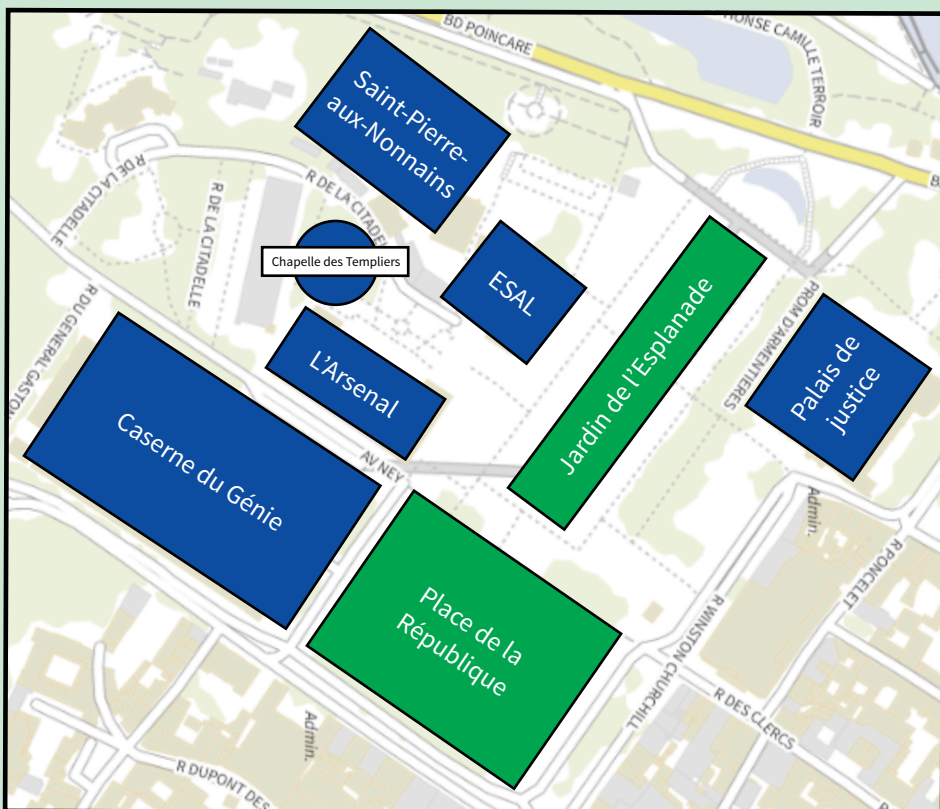 BD POINCARE
NONSE CAMILLE TERROIR
Saint-Pierre-
aux-Nonnains
R DE LA CITADELLE
R DE LA CITADELLE
R DE LA CITADEL
Chapelle des Templiers
ESAL
Jardin de l'Esplanade
PROM D'ARMENTIERES
Palais de
justice
R DU GENERAL GASTON
L'Arsenal
Caserne du Génie
AV NEY
Place de la
République
Admin.
R PONCELET
R WINSTON CHURCHILL
R DES CLERCS
Admin.
R DUPONT DES